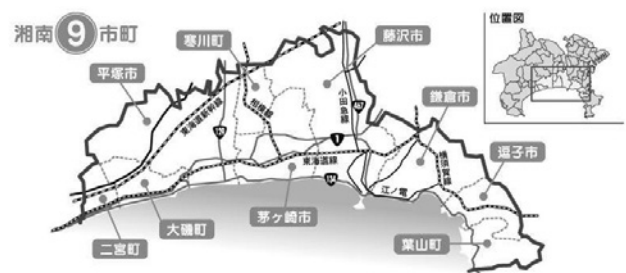 湘南9市町
位置図
寒川町
藤沢市
平塚市
鎌倉市
逗子市
東海道新幹線
相模線
小田急線
467
129
1
東海道線
134
江ノ電
横須賀線
茅ヶ崎市
大磯町
二宮町
葉山町